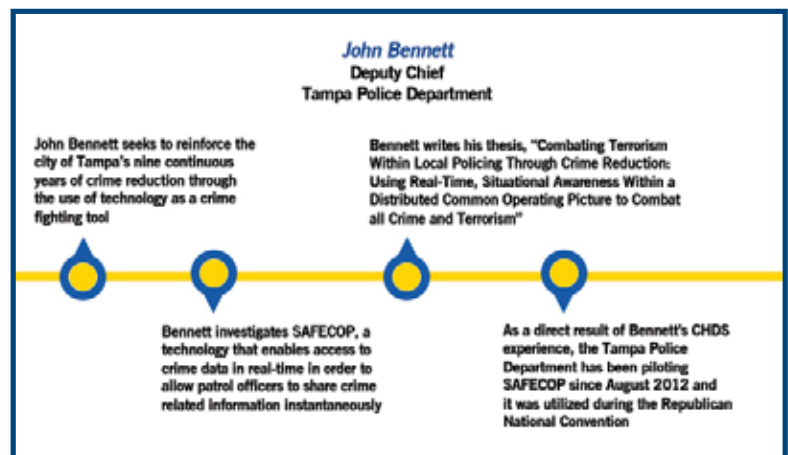 John Bennett
Deputy Chief
Tampa Police Department
John Bennett seeks to reinforce the
city of Tampa's nine continuous
years of crime reduction through
the use of technology as a crime
fighting tool
Bennett investigates SAFECOP, a
technology that enables access to
crime data in real-time in order to
allow patrol officers to share crime
related information instantaneously
Bennett writes his thesis, "Combating Terrorism
Within Local Policing Through Crime Reduction:
Using Real-Time, Situational Awareness Within a
Distributed Common Operating Picture to Combat
all Crime and Terrorism"
As a direct result of Bennett's CHDS
experience, the Tampa Police
Department has been piloting
SAFECOP since August 2012 and
it was utilized during the Republican
National Convention